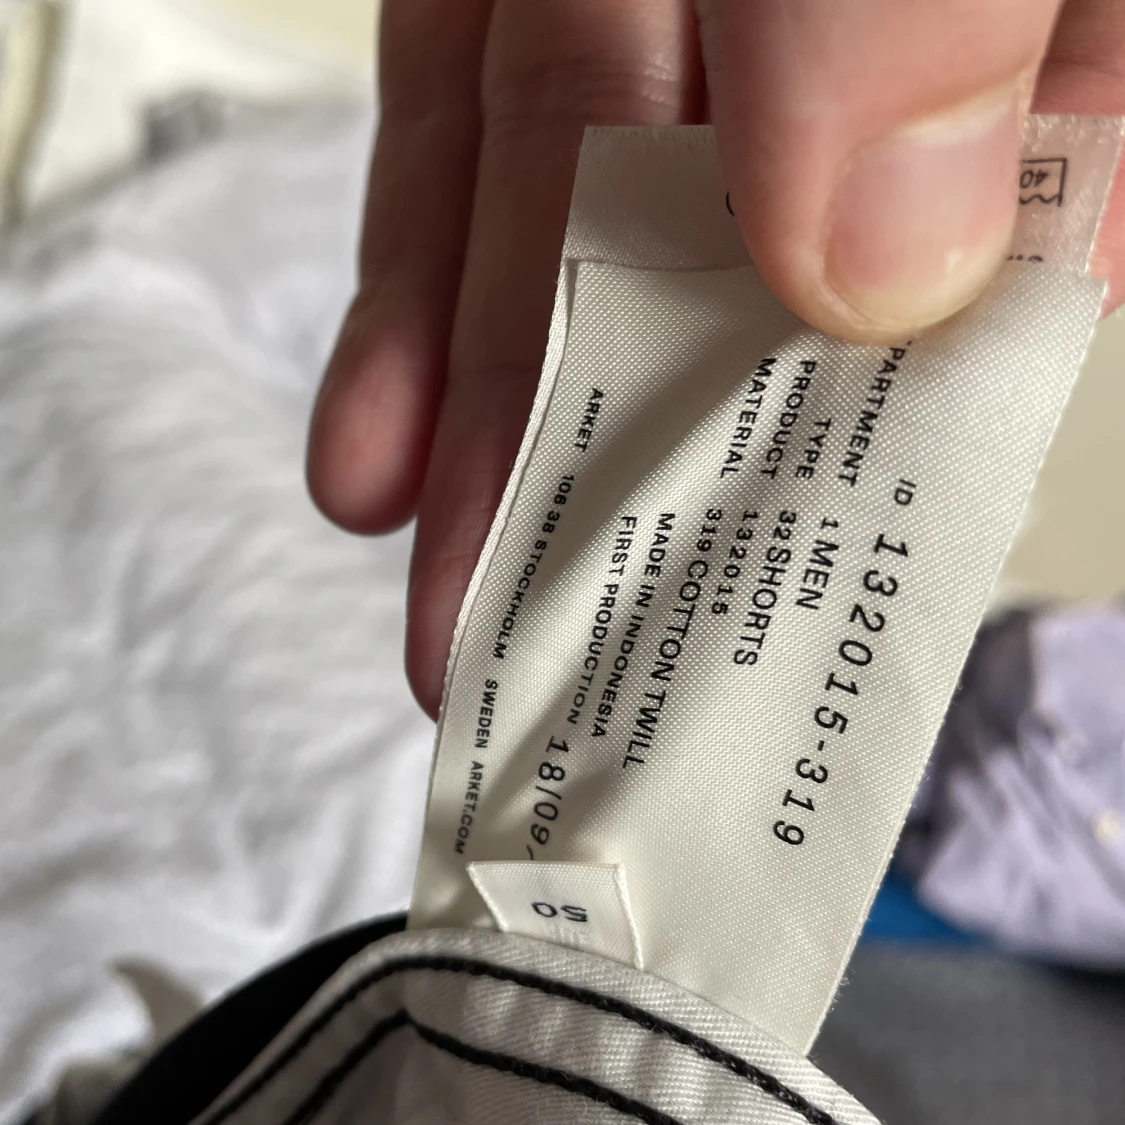 ID 132015-319
PARTMENT 1 MEN
TYPE 32 SHORTS
PRODUCT 132015
MATERIAL 319 COTTON TWILL
MADE IN INDONESIA
FIRST PRODUCTION 18/09
ARKET 106 38 STOCKHOLM SWEDEN ARKET.COM
50
40